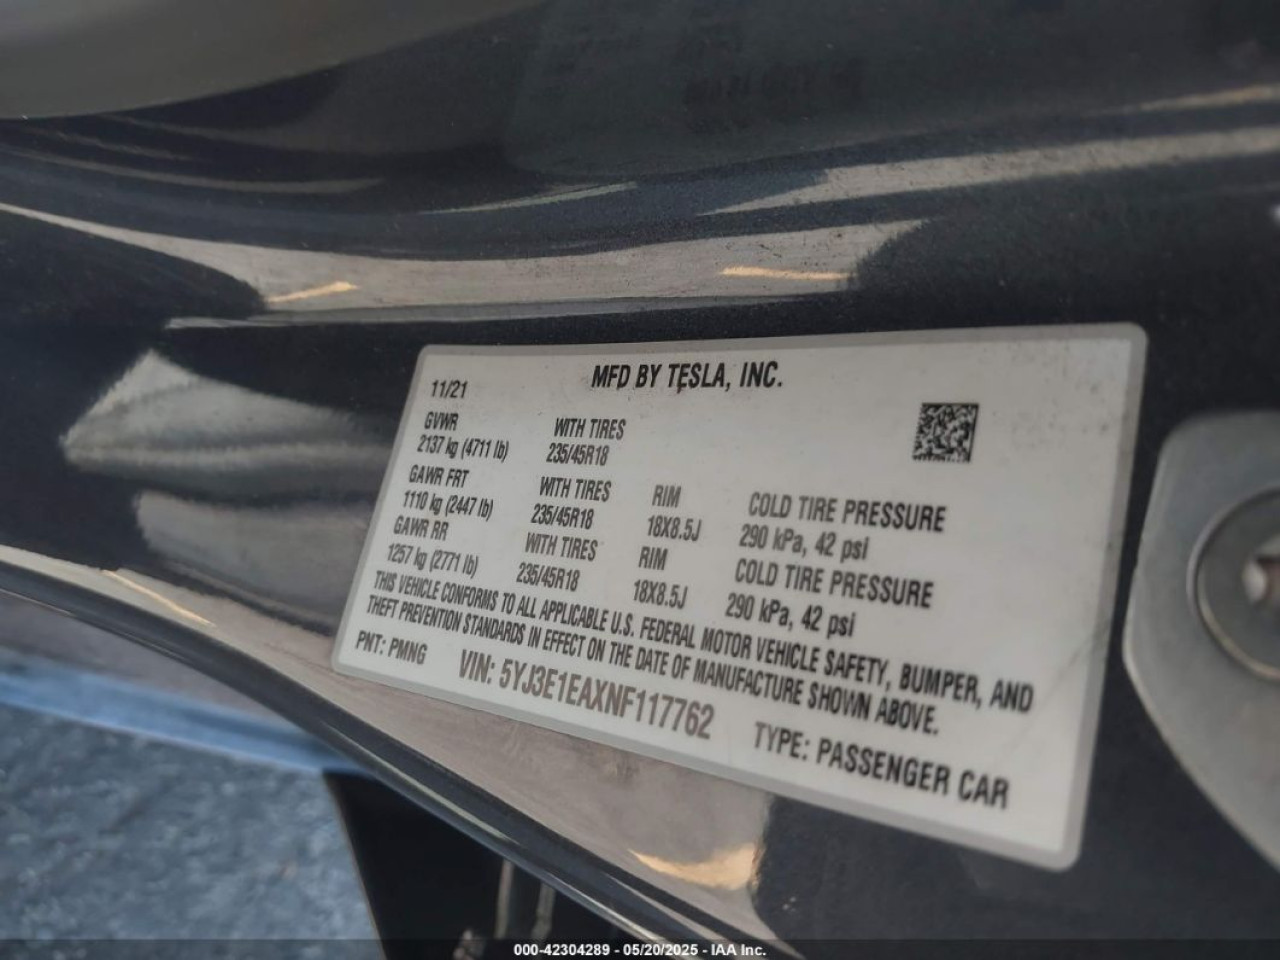 11/21 MFD BY TESLA, INC.
GVWR WITH TIRES
2137 kg (4711 lb) 235/45R18
GAWR FRT WITH TIRES RIM COLD TIRE PRESSURE
1110 kg (2447 lb) 235/45R18 18X8.5J 290 kPa, 42 psi
GAWR RR WITH TIRES RIM COLD TIRE PRESSURE
1257 kg (2771 lb) 235/45R18 18X8.5J 290 kPa, 42 psi
THIS VEHICLE CONFORMS TO ALL APPLICABLE U.S. FEDERAL MOTOR VEHICLE SAFETY, BUMPER, AND
THEFT PREVENTION STANDARDS IN EFFECT ON THE DATE OF MANUFACTURE SHOWN ABOVE.
PNT: PMNG VIN: 5YJ3E1EAXNF117762 TYPE: PASSENGER CAR
000-42304289 - 05/20/2025 - IAA Inc.